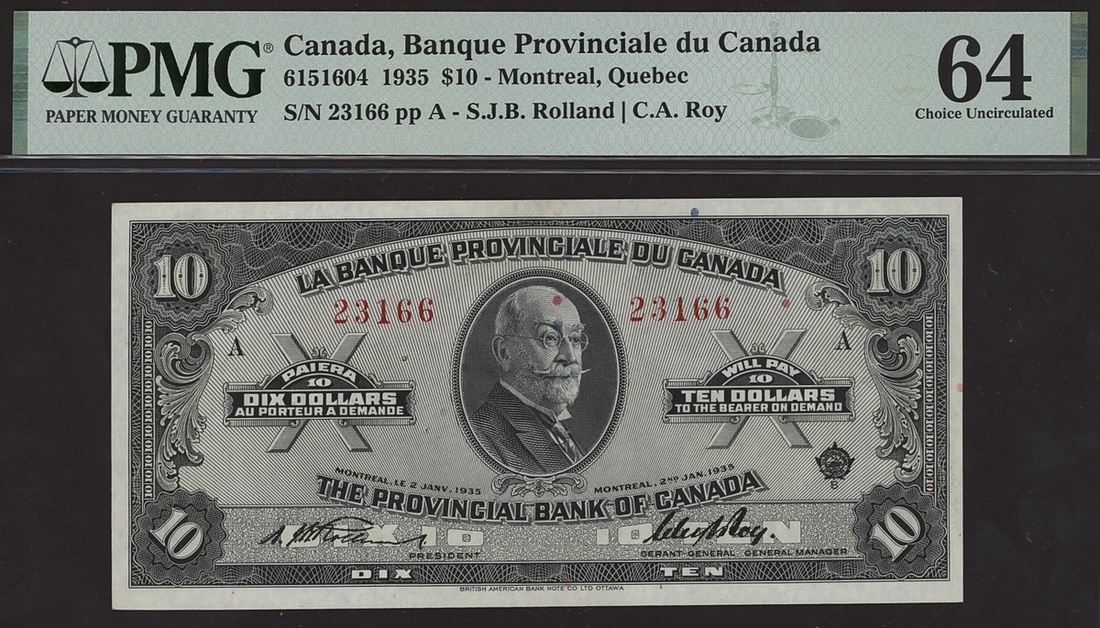 PMG®
PAPER MONEY GUARANTY
Canada, Banque Provinciale du Canada
6151604 1935 $10 - Montreal, Quebec
S/N 23166 pp A - S.J.B. Rolland | C.A. Roy
64
Choice Uncirculated
10
10
LA BANQUE PROVINCIALE DU CANADA
23166
23166
A
A
PAIERA
10
DIX DOLLARS
AU PORTEUR A DEMANDE
WILL PAY
10
TEN DOLLARS
TO THE BEARER ON DEMAND
MONTREAL, LE 2 JANV. 1935
MONTREAL, 2ND JAN. 1935
THE PROVINCIAL BANK OF CANADA
B
10
10
PRESIDENT
GERANT-GENERAL GENERAL MANAGER
DIX
TEN
BRITISH AMERICAN BANK NOTE CO LTD OTTAWA
1